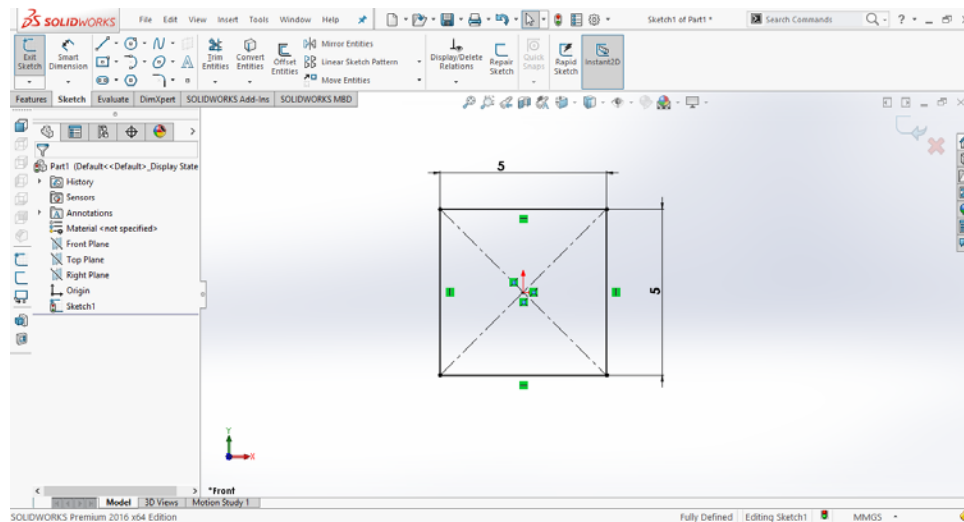 SOLIDWORKS File Edit View Insert Tools Window Help Sketch1 of Part1 * Search Commands
Exit Sketch
Smart Dimension
Trim Entities
Convert Entities
Offset Entities
Mirror Entities
Linear Sketch Pattern
Move Entities
Display/Delete Relations
Repair Sketch
Quick Snaps
Rapid Sketch
Instant2D
Features Sketch Evaluate DimXpert SOLIDWORKS Add-Ins SOLIDWORKS MBD
Part1 (Default<<Default>_Display State
History
Sensors
Annotations
Material <not specified>
Front Plane
Top Plane
Right Plane
Origin
Sketch1
5
5
Y
X
*Front
Model 3D Views Motion Study 1
SOLIDWORKS Premium 2016 x64 Edition Fully Defined Editing Sketch1 MMGS